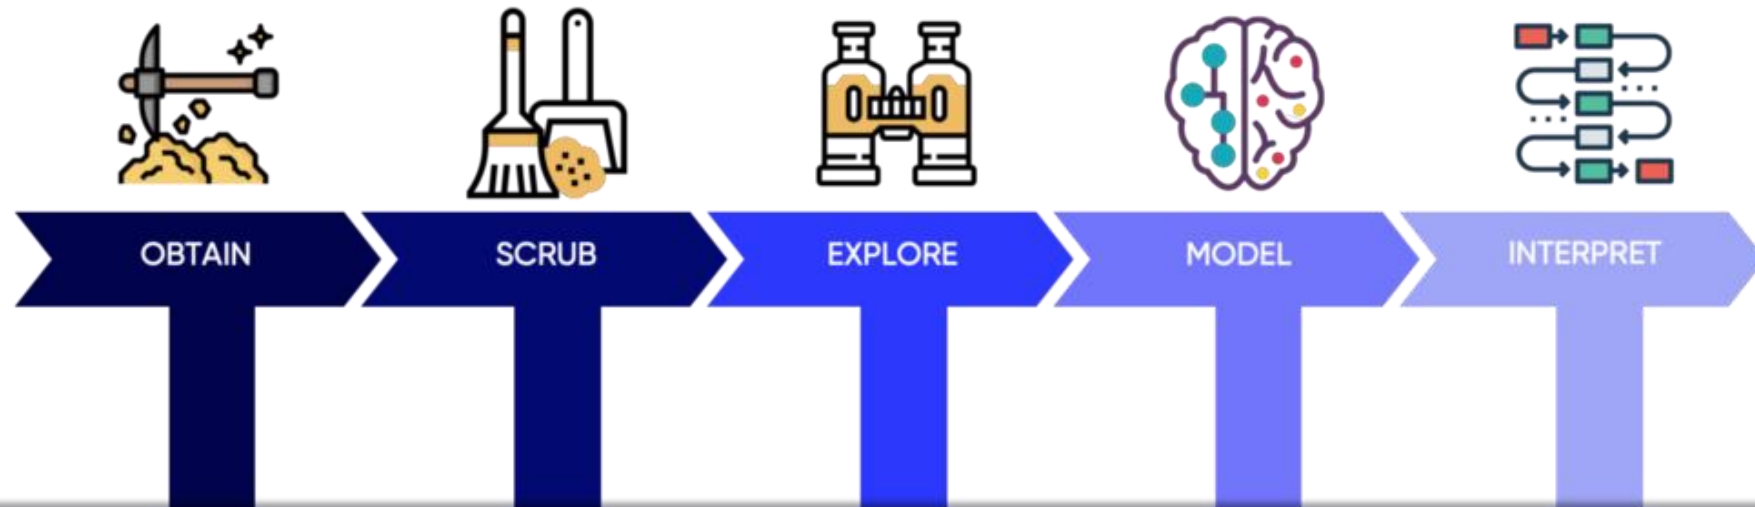 OBTAIN
SCRUB
EXPLORE
MODEL
INTERPRET